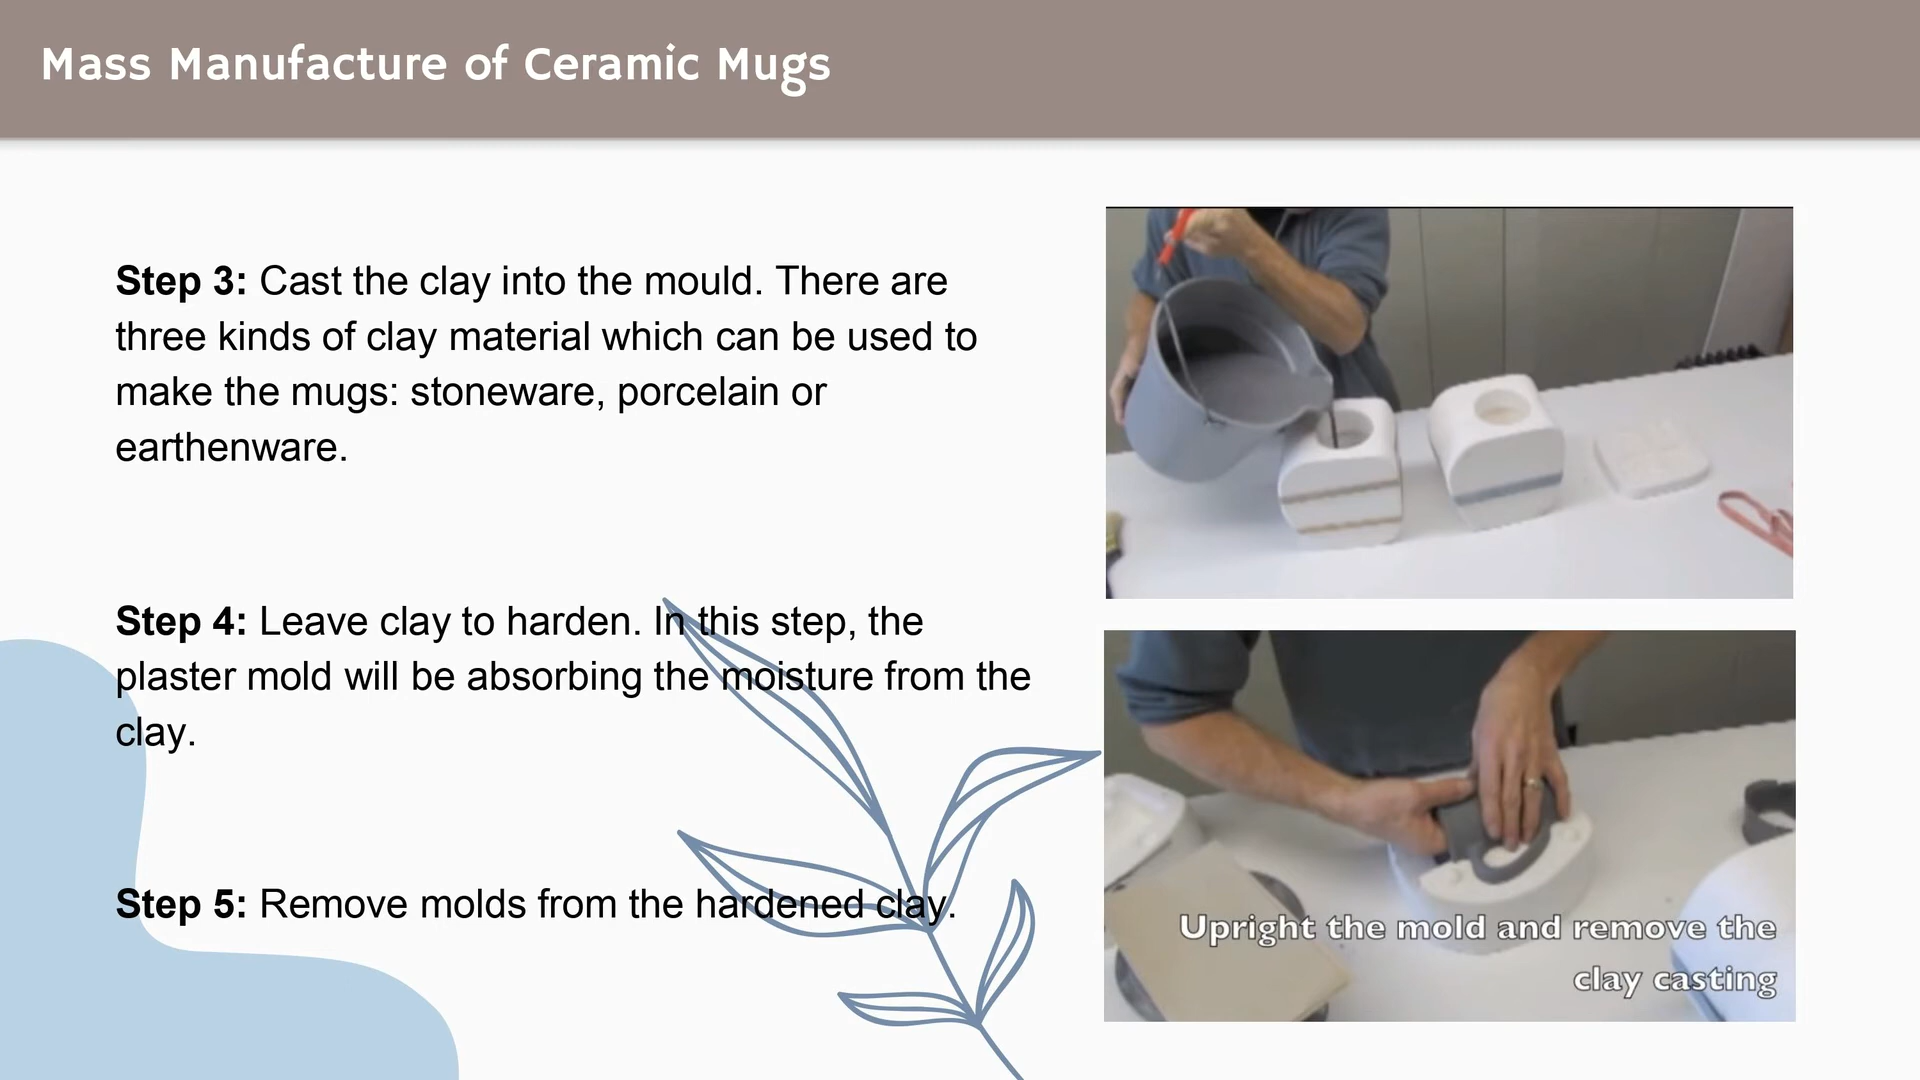 Mass Manufacture of Ceramic Mugs
Step 3: Cast the clay into the mould. There are
three kinds of clay material which can be used to
make the mugs: stoneware, porcelain or
earthenware.
Step 4: Leave clay to harden. In this step, the
plaster mold will be absorbing the moisture from the
clay.
Step 5: Remove molds from the hardened clay.
Upright the mold and remove the
clay casting